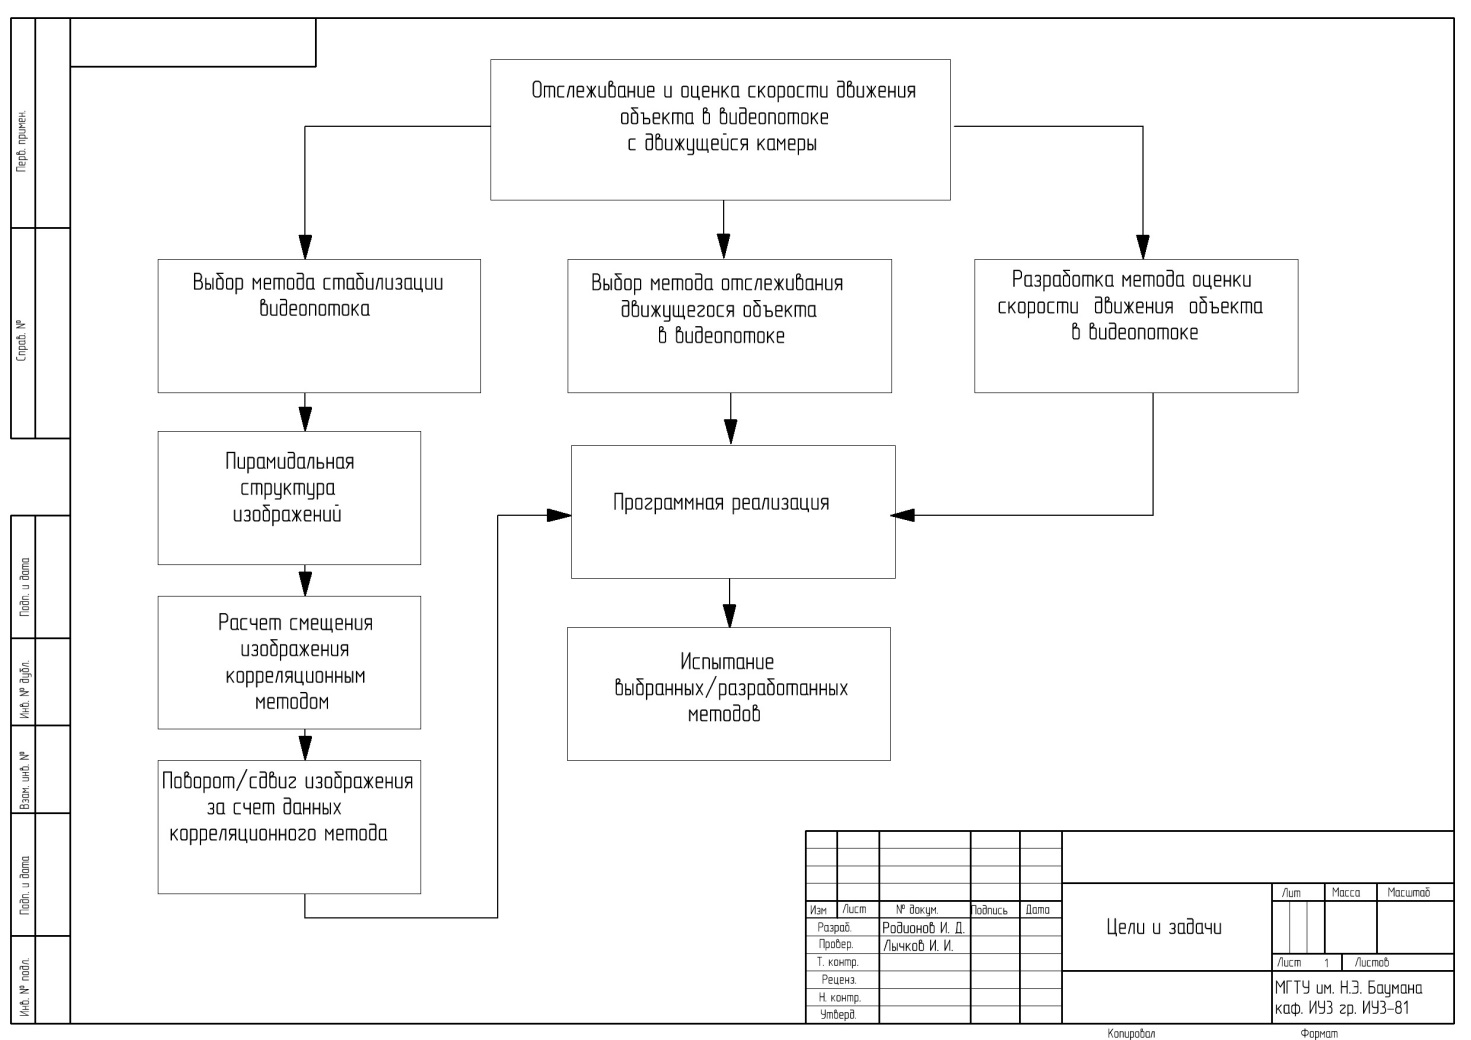 Отслеживание и оценка скорости движения
объекта в видеопотоке
с движущейся камеры
Выбор метода стабилизации
видеопотока
Выбор метода отслеживания
движущегося объекта
в видеопотоке
Разработка метода оценки
скорости движения объекта
в видеопотоке
Пирамидальная
структура
изображений
Программная реализация
Расчет смещения
изображения
корреляционным
методом
Испытание
выбранных/разработанных
методов
Поворот/сдвиг изображения
за счет данных
корреляционного метода
Перв. примен.
Справ. №
Подп. и дата
Инв. № дубл.
Взам. инв. №
Подп. и дата
Инв. № подл.
Изм Лист № докум. Подпись Дата
Разраб. Родионов И. Д.
Провер. Лычков И. И.
Т. контр.
Реценз.
Н. контр.
Утверд.
Цели и задачи
Лит Масса Масштаб
Лист 1 Листов
МГТУ им. Н.Э. Баумана
каф. ИУ3 гр. ИУ3-81
Копировал Формат